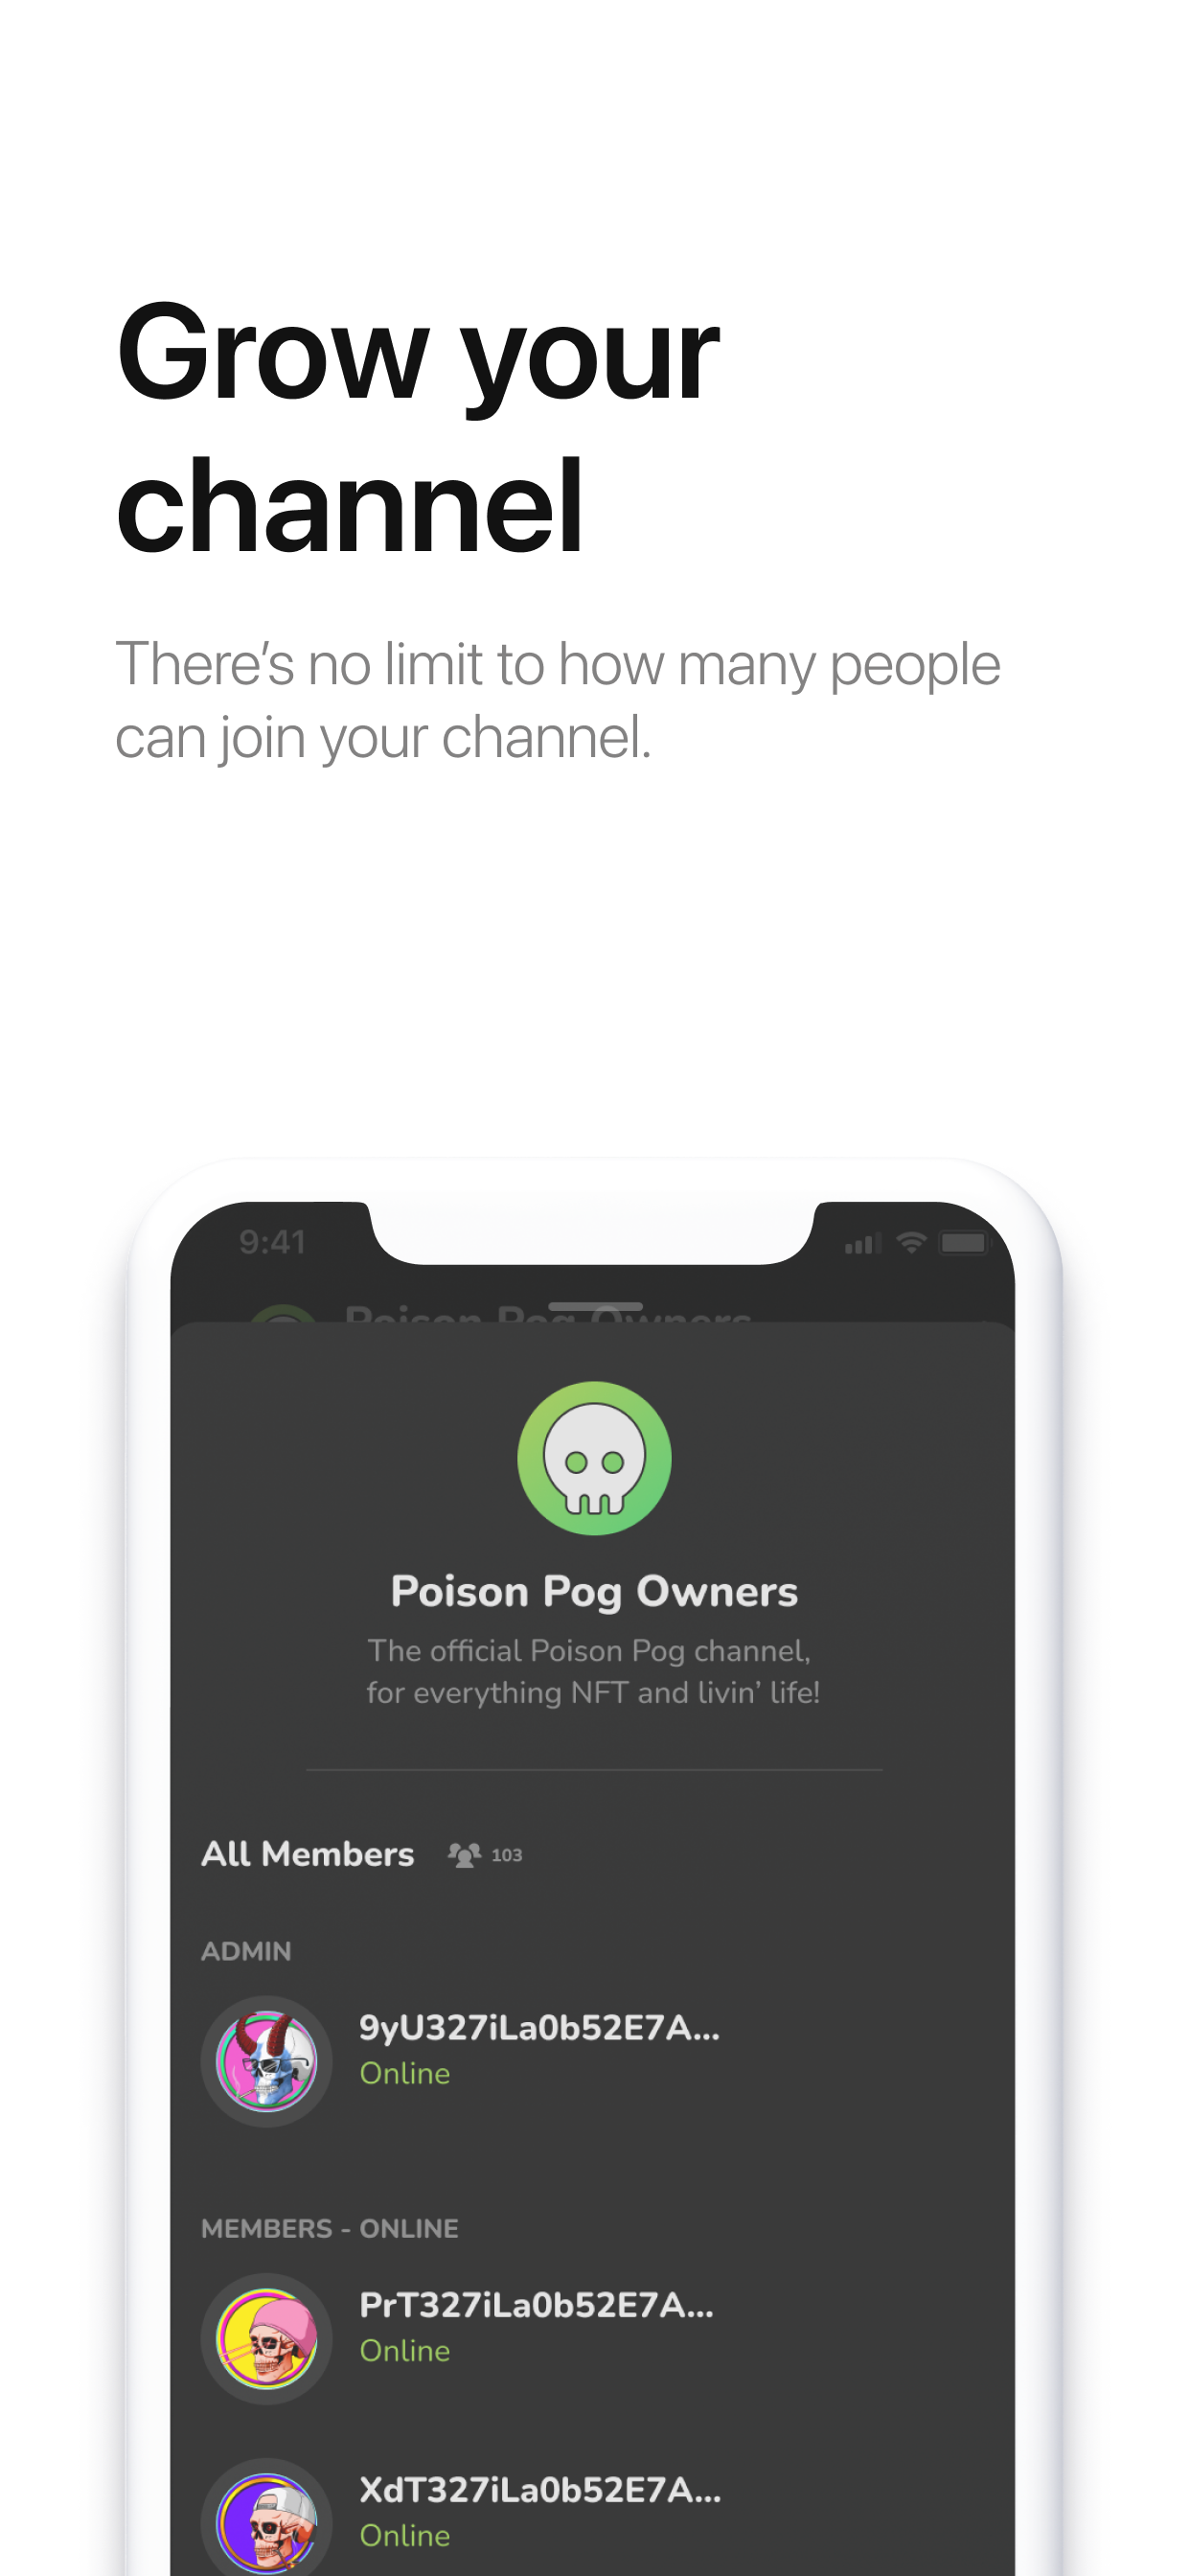 Grow your
channel
There’s no limit to how many people
can join your channel.
9:41
Poison Pog Owners
Poison Pog Owners
The official Poison Pog channel,
for everything NFT and livin’ life!
All Members 103
ADMIN
9yU327iLa0b52E7A...
Online
MEMBERS - ONLINE
PrT327iLa0b52E7A...
Online
XdT327iLa0b52E7A...
Online